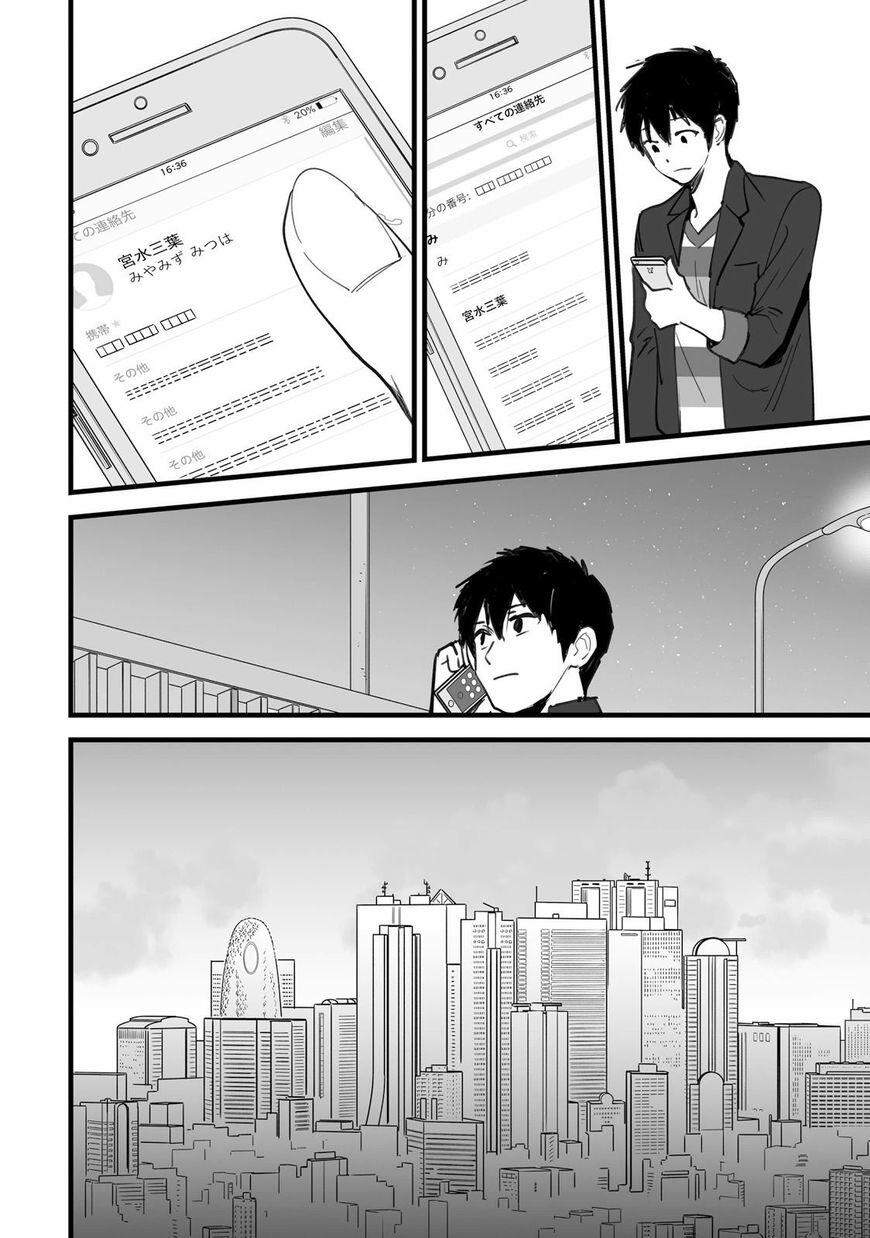 16:36
すべての連絡先
検索
分の番号:
み
み
宮水三葉
20%
16:36
編集
ての連絡先
宮水三葉
みやみず みつは
携帯
その他
その他
その他